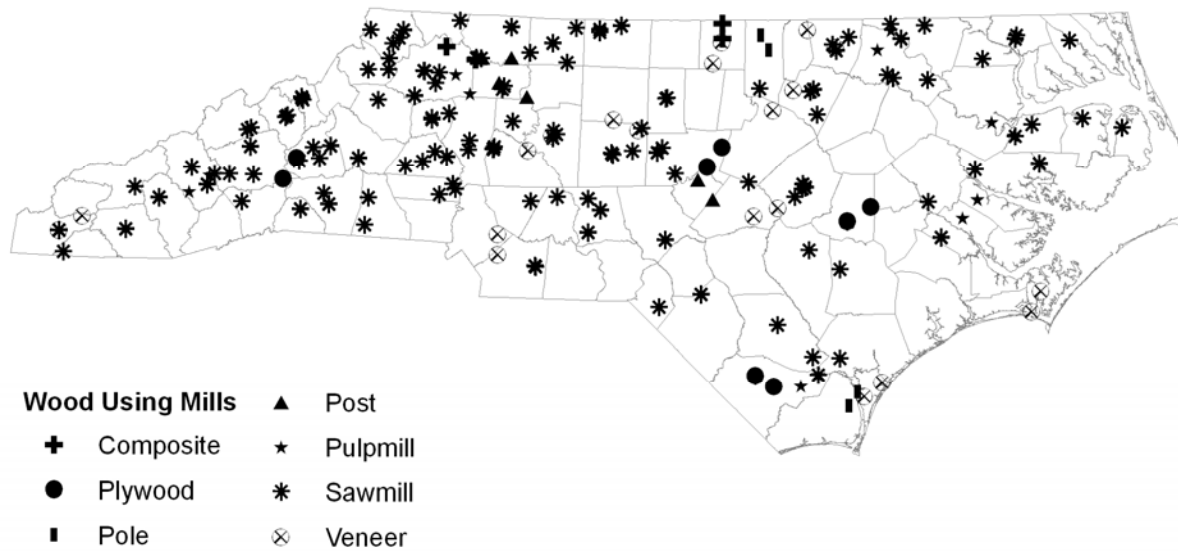 Wood Using Mills
Composite
Plywood
Pole
Post
Pulpmill
Sawmill
Veneer